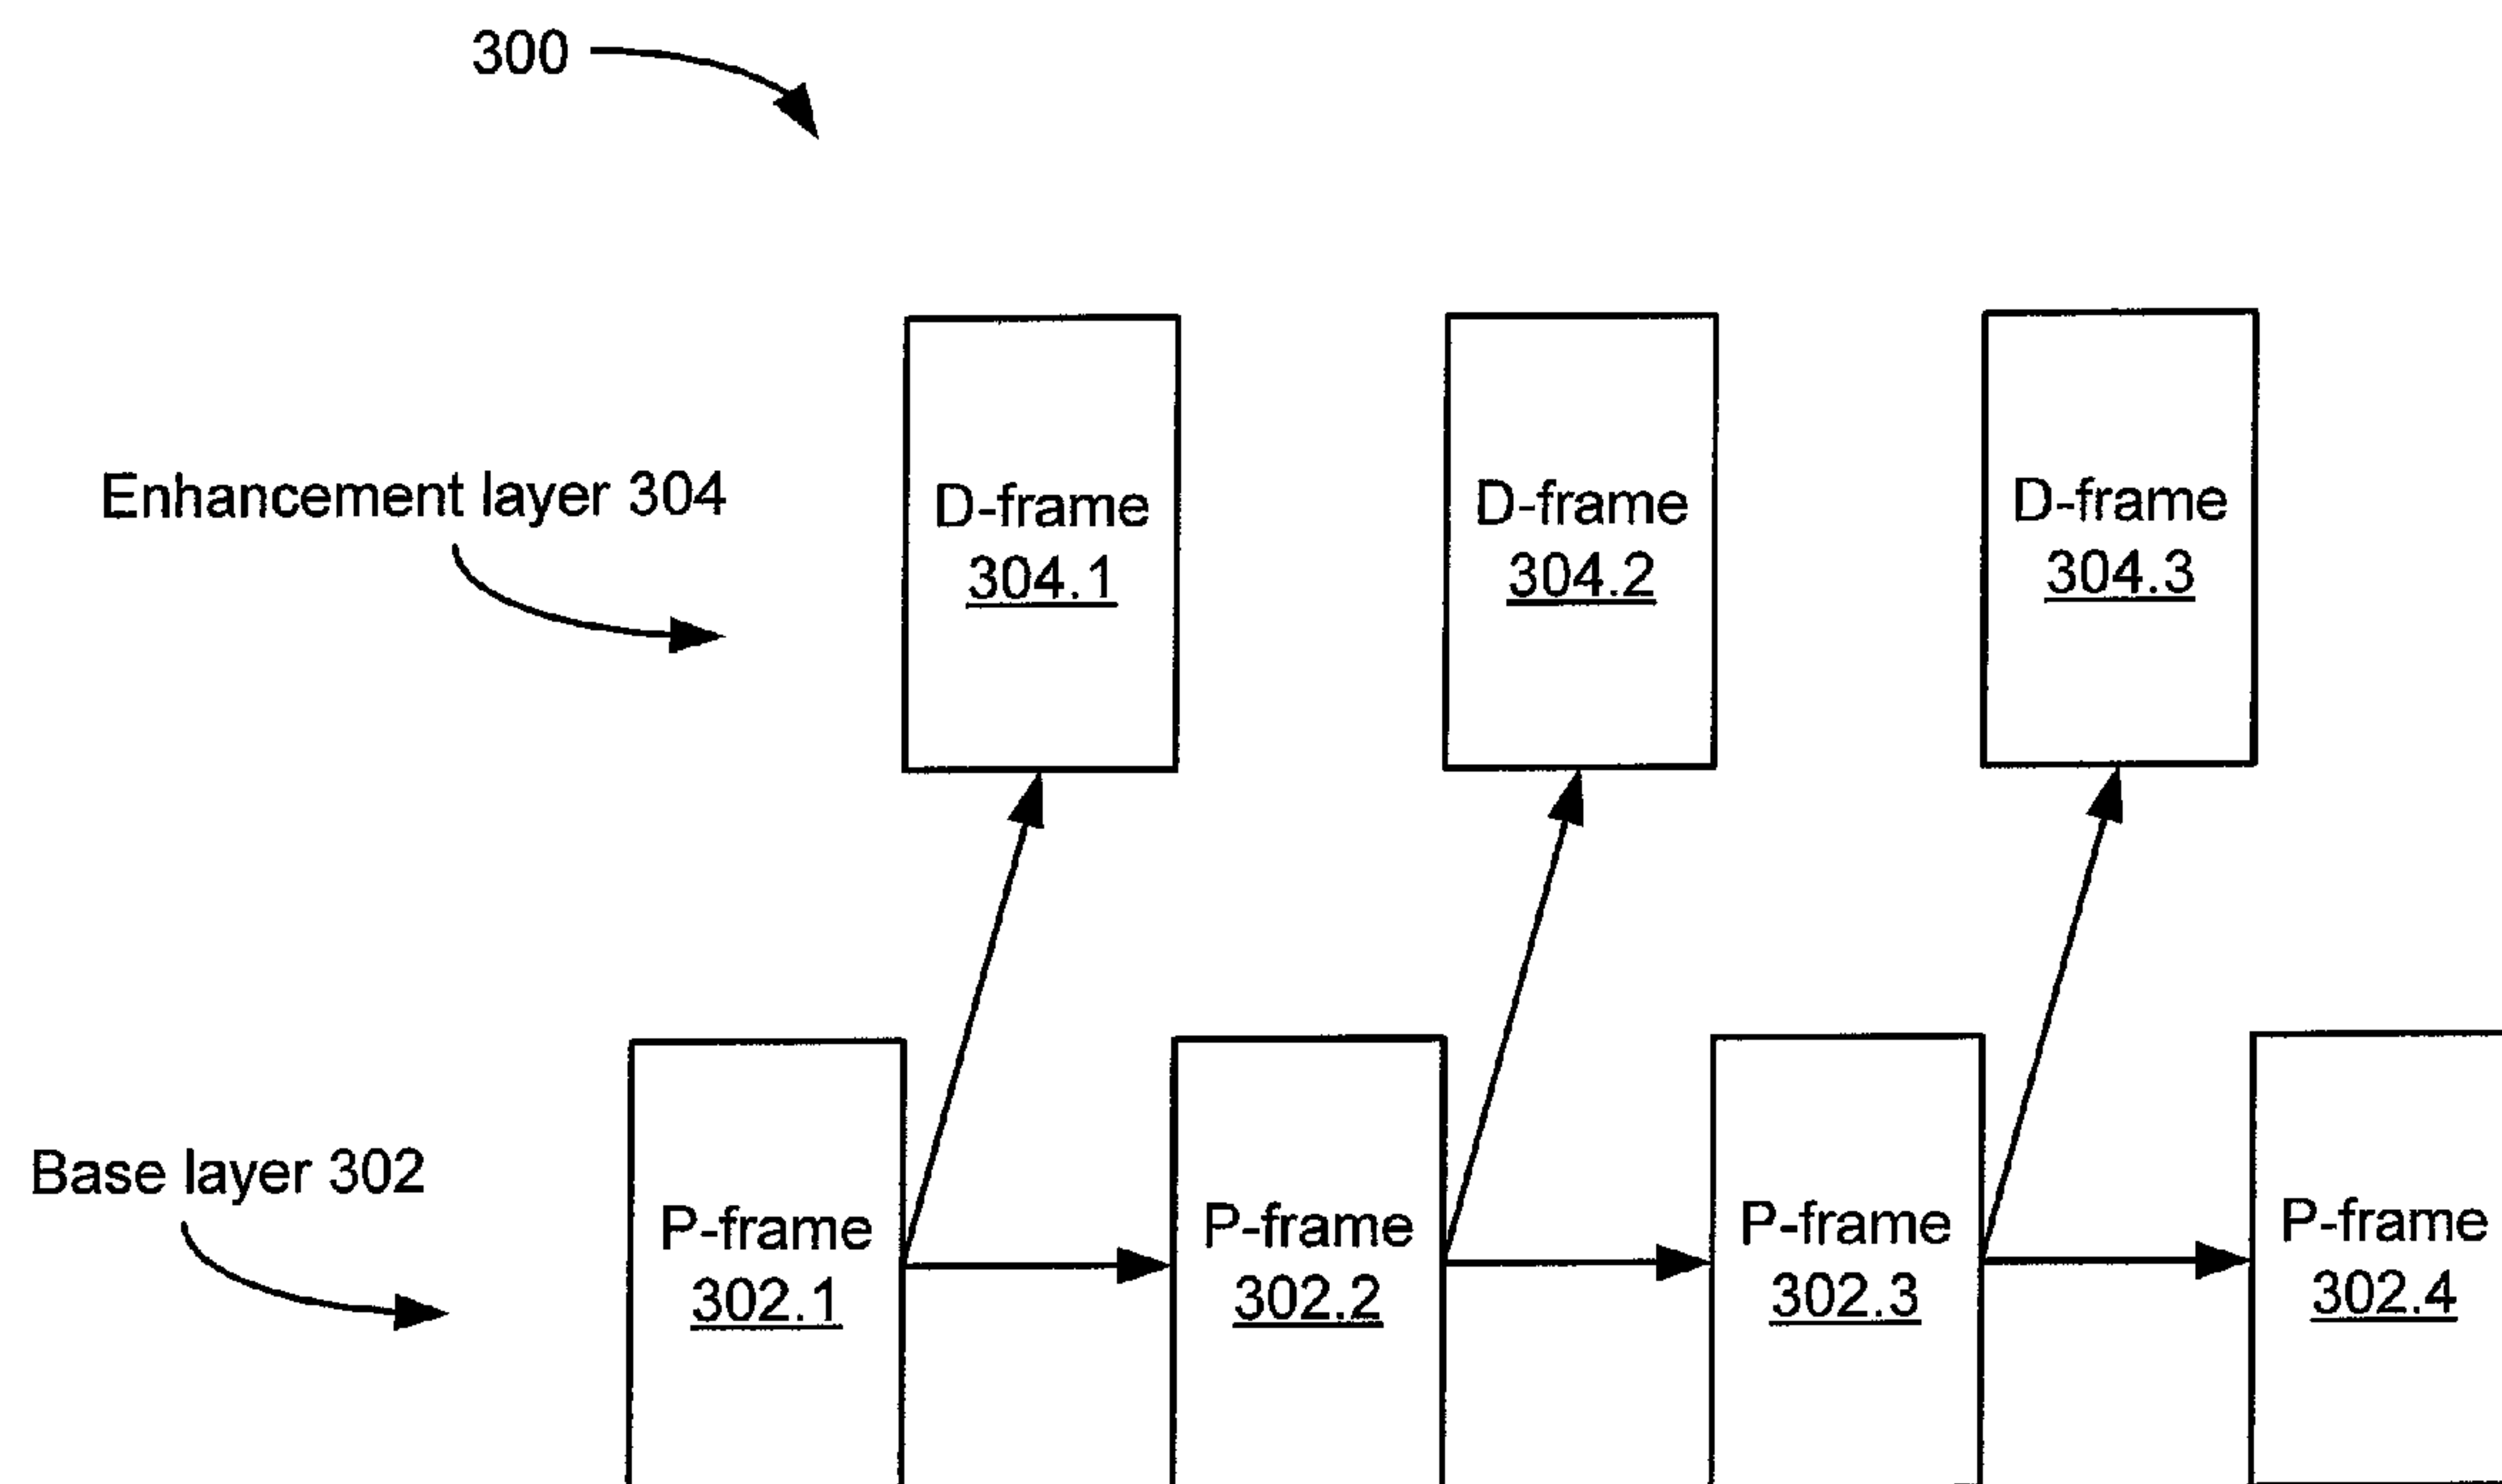 300
Enhancement layer 304
D-frame
304.1
D-frame
304.2
D-frame
304.3
Base layer 302
P-frame
302.1
P-frame
302.2
P-frame
302.3
P-frame
302.4